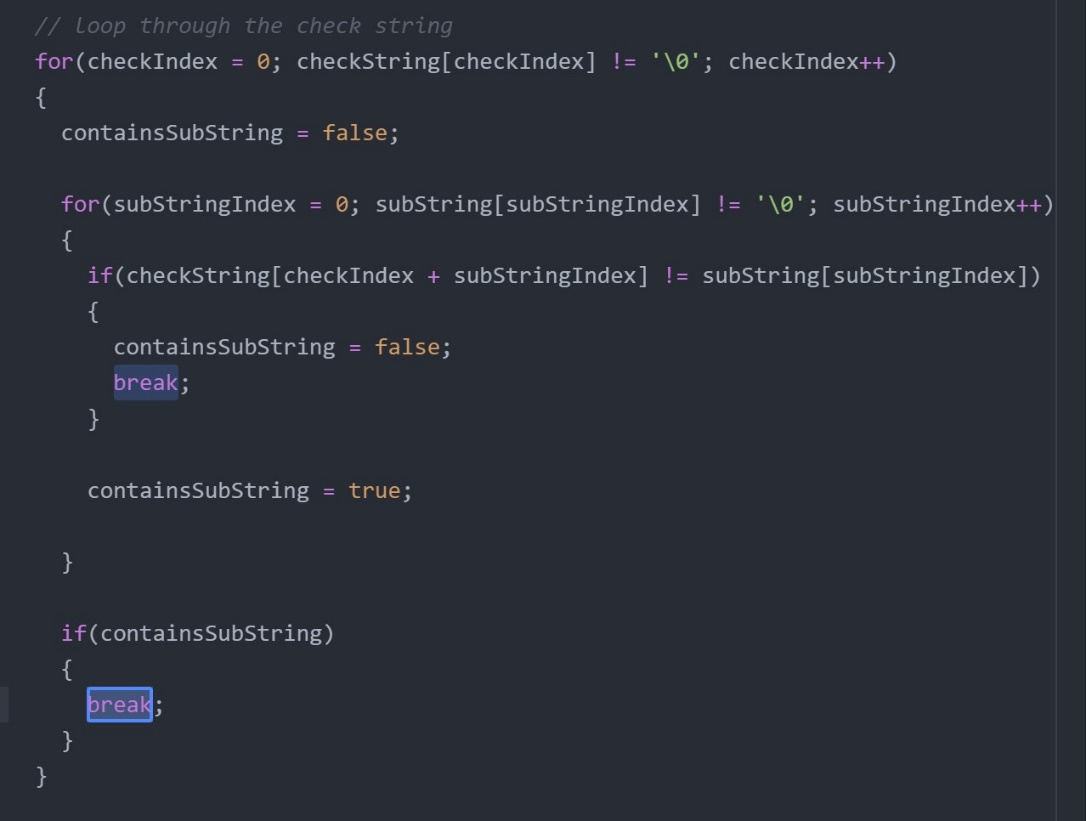 // loop through the check string
for(checkIndex = 0; checkString[checkIndex] != '\0'; checkIndex++)
{
containsSubString = false;
for(subStringIndex = 0; subString[subStringIndex] != '\0'; subStringIndex++)
{
if(checkString[checkIndex + subStringIndex] != subString[subStringIndex])
{
containsSubString = false;
break;
}
containsSubString = true;
}
if(containsSubString)
{
break;
}
}